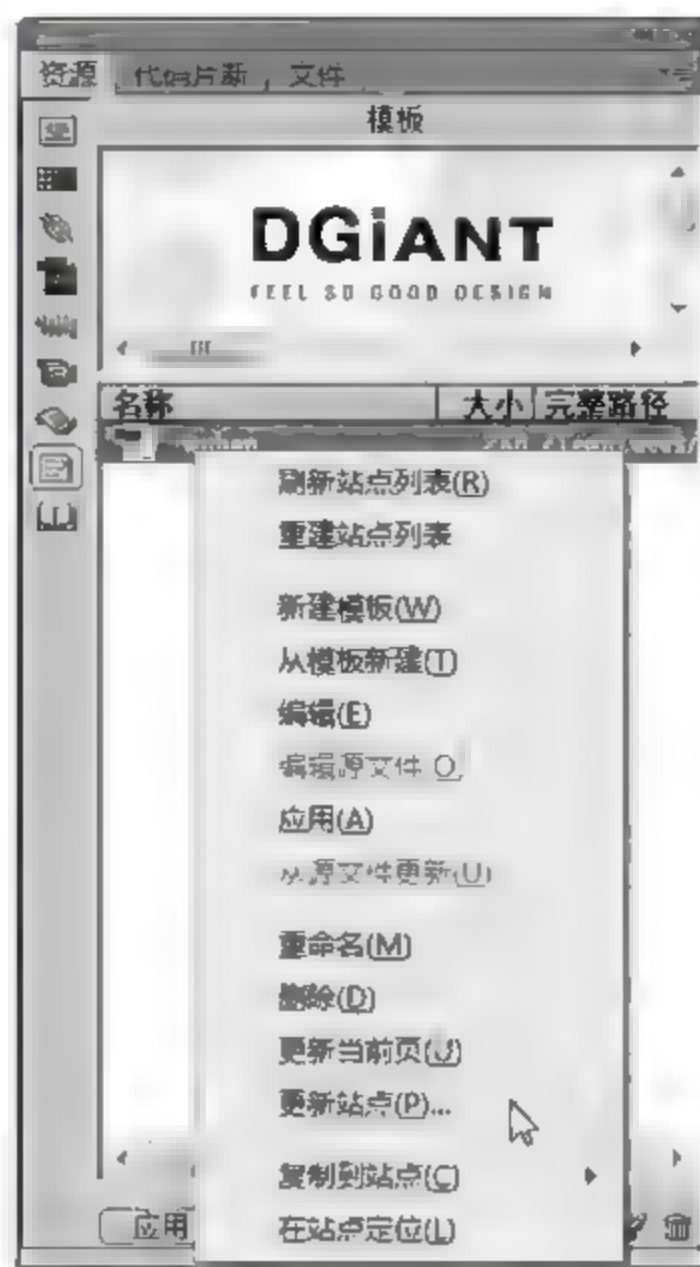 资源 代码片断 文件
模板
DGiANT
FEEL SO GOOD DESIGN
名称 大小 完整路径
刷新站点列表(R)
重建站点列表
新建模板(W)
从模板新建(T)
编辑(E)
编辑源文件 O
应用(A)
从源文件更新(U)
重命名(M)
删除(D)
更新当前页(U)
更新站点(P)...
复制到站点(C)
应用
在站点定位(L)